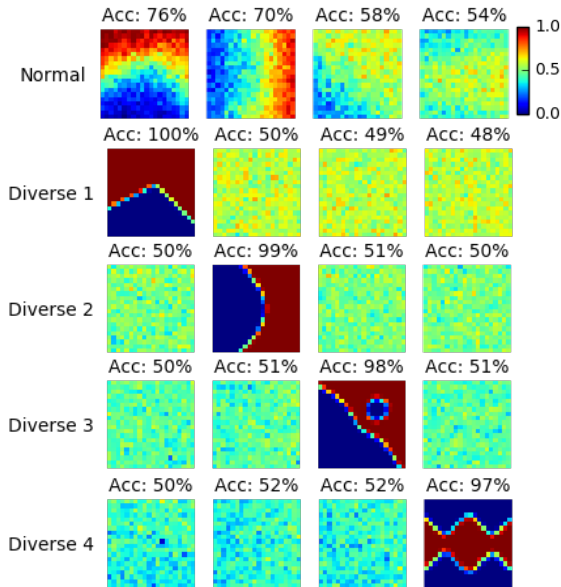 Acc: 76% Acc: 70% Acc: 58% Acc: 54%
Normal
1.0
0.5
0.0
Acc: 100% Acc: 50% Acc: 49% Acc: 48%
Diverse 1
Acc: 50% Acc: 99% Acc: 51% Acc: 50%
Diverse 2
Acc: 50% Acc: 51% Acc: 98% Acc: 51%
Diverse 3
Acc: 50% Acc: 52% Acc: 52% Acc: 97%
Diverse 4